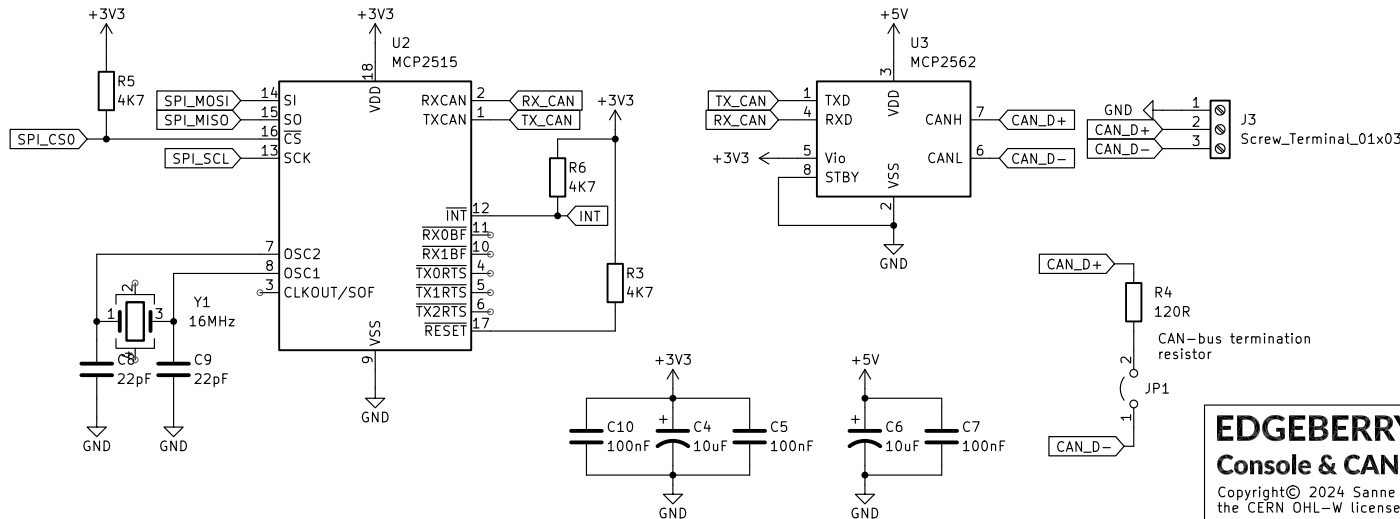 +3V3
R5
4K7
SPI_CS0
+3V3
U2
MCP2515
18
VDD
SPI_MOSI 14 SI
SPI_MISO 15 SO
16 CS
SPI_SCL 13 SCK
RXCAN 2 RX_CAN
TXCAN 1 TX_CAN
+3V3
R6
4K7
INT 12 INT
RX0BF 11
RX1BF 10
TX0RTS 4
TX1RTS 5
TX2RTS 6
RESET 17
R3
4K7
7 OSC2
8 OSC1
3 CLKOUT/SOF
VSS
9
GND
2
1 3
4
Y1
16MHz
C8
22pF
C9
22pF
GND
GND
+5V
U3
MCP2562
3
VDD
TX_CAN 1 TXD
RX_CAN 4 RXD
+3V3 5 Vio
8 STBY
CANH 7 CAN_D+
CANL 6 CAN_D-
VSS
2
GND
GND 1
CAN_D+ 2
CAN_D- 3
J3
Screw_Terminal_01x03
CAN_D+
R4
120R
CAN-bus termination
resistor
2
JP1
1
CAN_D-
+3V3
C10
100nF
+
C4
10uF
C5
100nF
GND
+5V
+
C6
10uF
C7
100nF
GND
EDGEBERRY
Console & CAN
Copyright© 2024 Sanne
the CERN OHL-W license